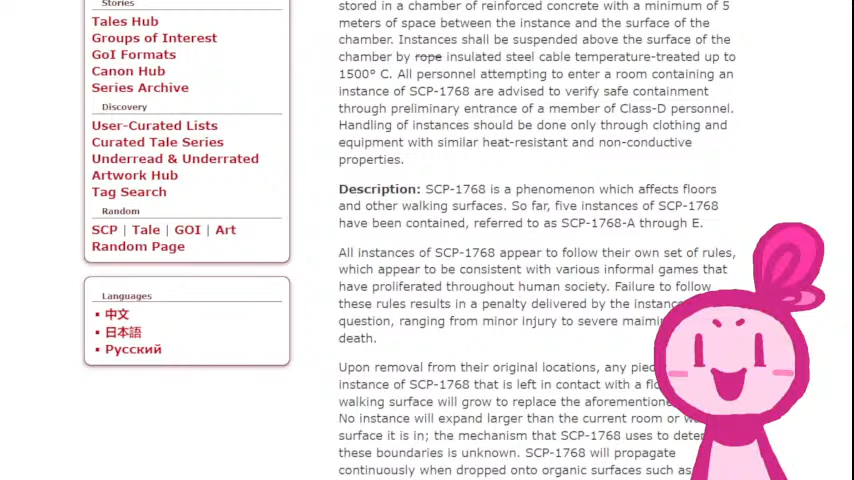 Stories
Tales Hub
Groups of Interest
GoI Formats
Canon Hub
Series Archive
Discovery
User-Curated Lists
Curated Tale Series
Underread & Underrated
Artwork Hub
Tag Search
Random
SCP | Tale | GOI | Art
Random Page
Languages
中文
日本語
Русский
stored in a chamber of reinforced concrete with a minimum of 5
meters of space between the instance and the surface of the
chamber. Instances shall be suspended above the surface of the
chamber by rope insulated steel cable temperature-treated up to
1500° C. All personnel attempting to enter a room containing an
instance of SCP-1768 are advised to verify safe containment
through preliminary entrance of a member of Class-D personnel.
Handling of instances should be done only through clothing and
equipment with similar heat-resistant and non-conductive
properties.
Description: SCP-1768 is a phenomenon which affects floors
and other walking surfaces. So far, five instances of SCP-1768
have been contained, referred to as SCP-1768-A through E.
All instances of SCP-1768 appear to follow their own set of rules,
which appear to be consistent with various informal games that
have proliferated throughout human society. Failure to follow
these rules results in a penalty delivered by the instance
question, ranging from minor injury to severe
death.
Upon removal from their original locations, any
instance of SCP-1768 that is left in contact with a
walking surface will grow to replace the
No instance will expand larger than the current room or
surface it is in; the mechanism that SCP-1768 uses to
these boundaries is unknown. SCP-1768 will propagate
continuously when dropped onto organic surfaces such as